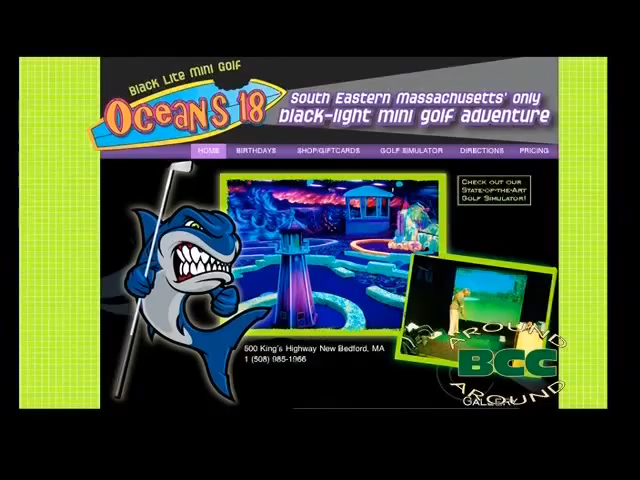 Black Lite Mini Golf
Oceans 18
South Eastern Massachusetts' only
black-light mini golf adventure
HOME BIRTHDAYS SHOP/GIFTCARDS GOLF SIMULATOR DIRECTIONS PRICING
Check out our
State-of-the-Art
Golf Simulator!
500 King's Highway New Bedford, MA
1 (508) 985-1966
AROUND
BCC
AROUND
GALLERY